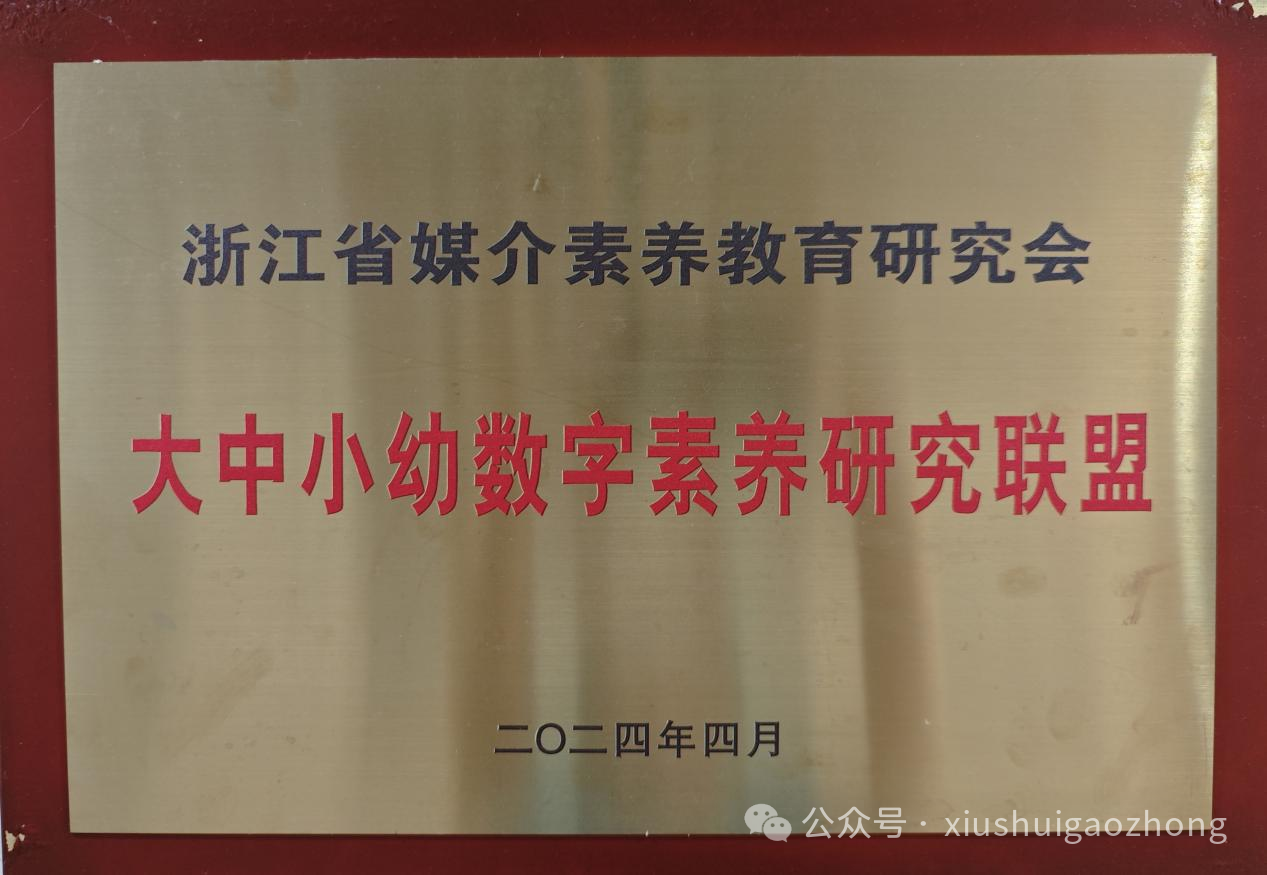 浙江省媒介素养教育研究会
大中小幼数字素养研究联盟
二〇二四年四月
公众号 · xiushuigaozhong